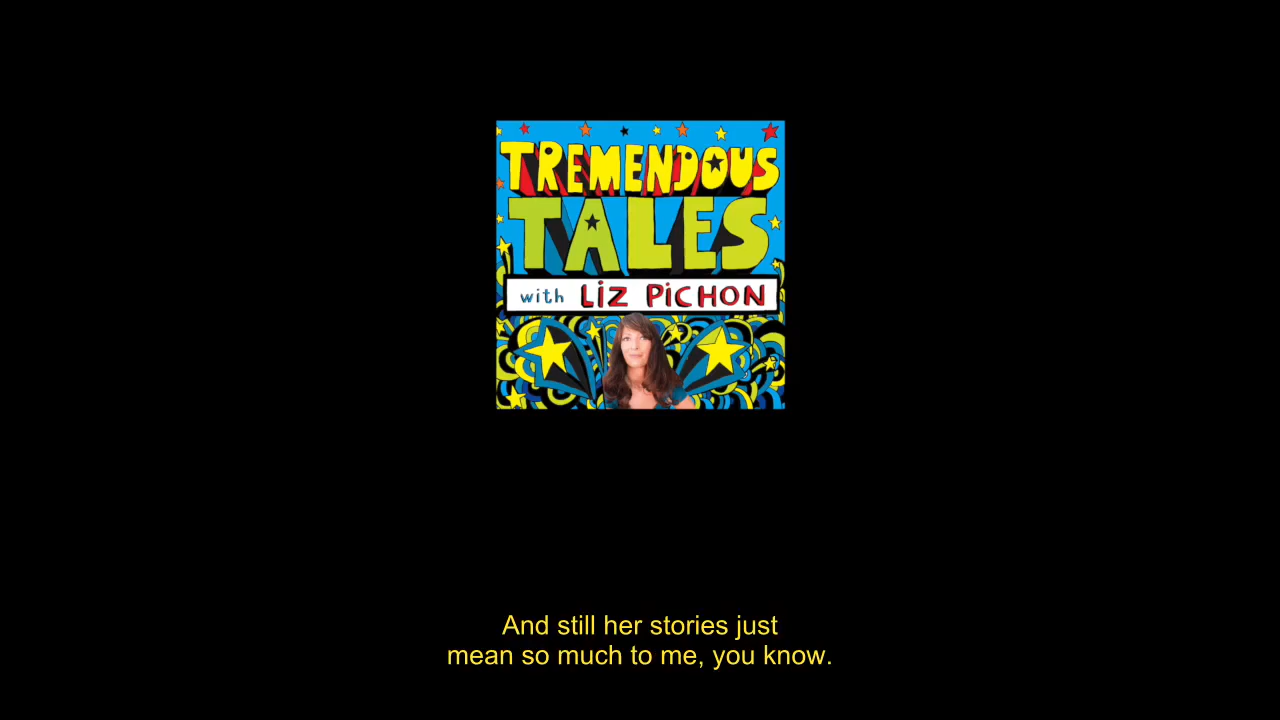 TREMENDOUS
TALES
with LiZ PiCHON
And still her stories just
mean so much to me, you know.